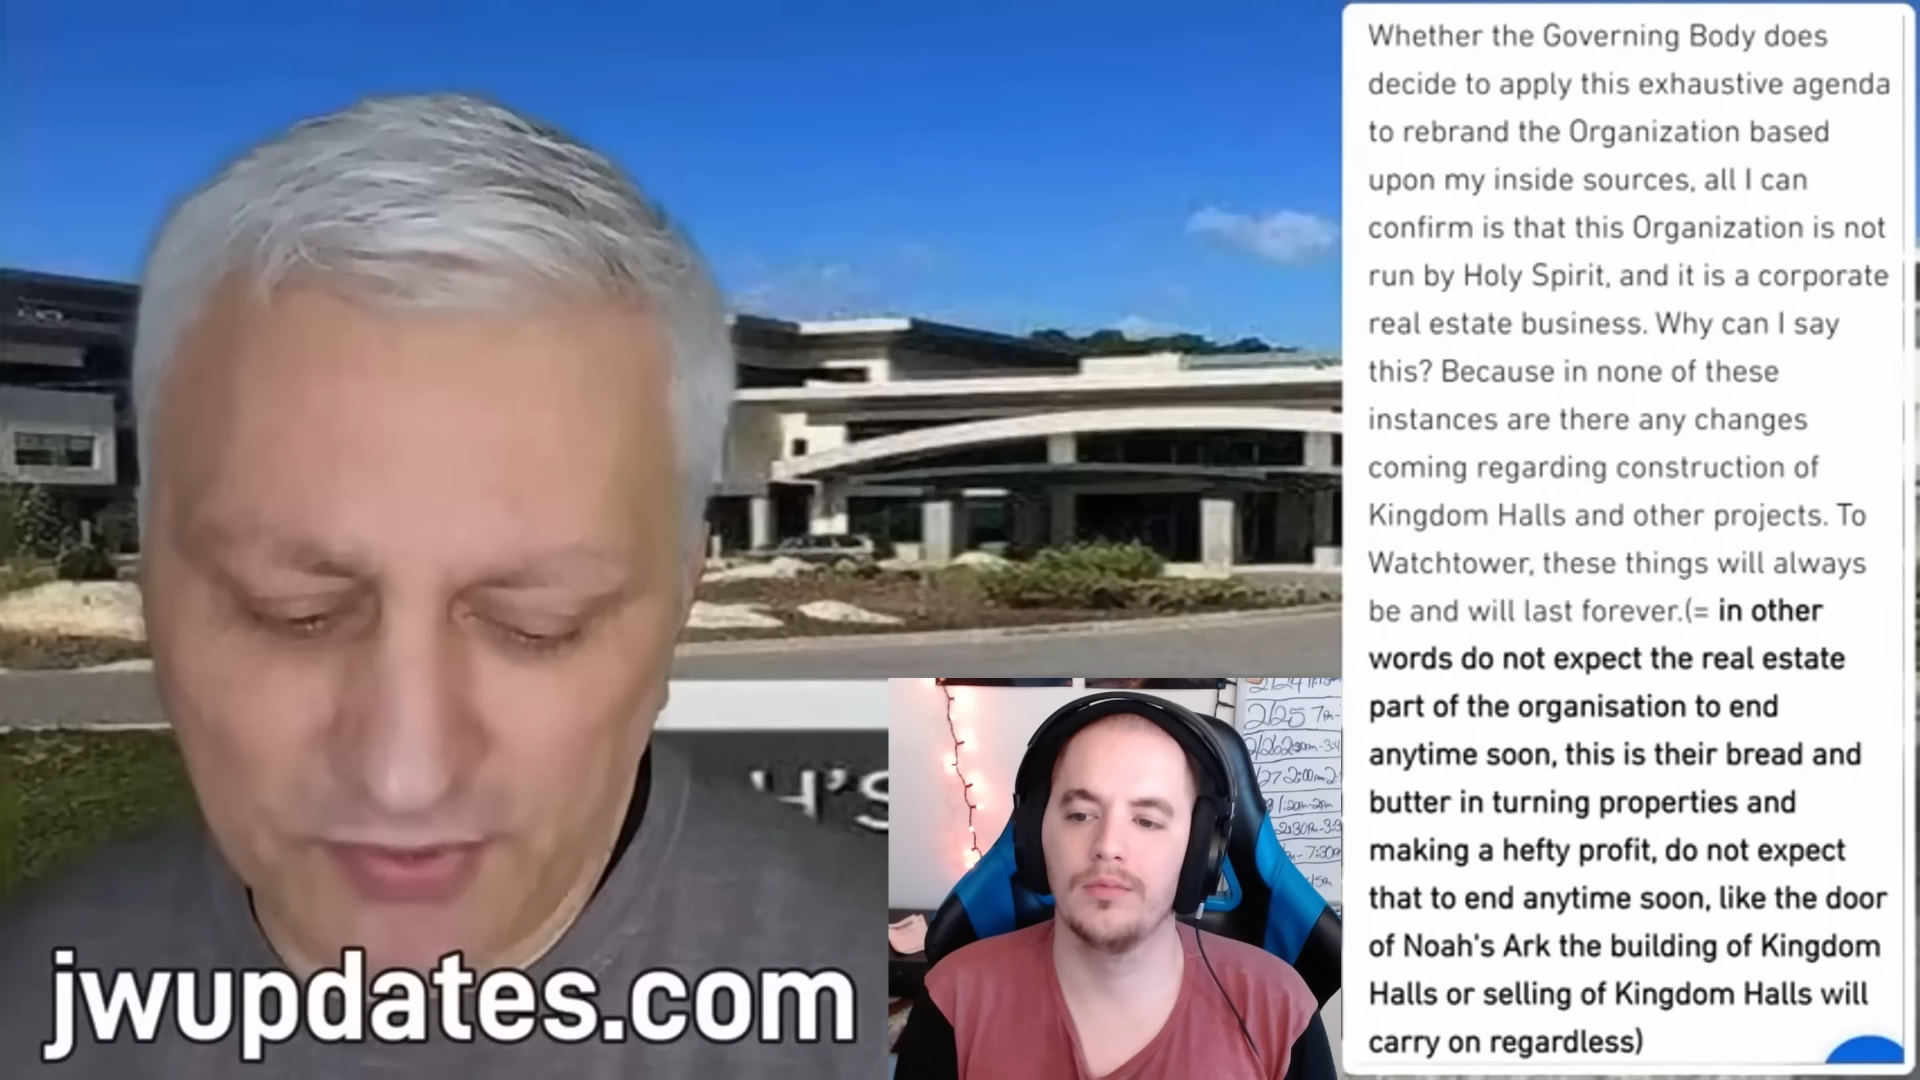 Whether the Governing Body does
decide to apply this exhaustive agenda
to rebrand the Organization based
upon my inside sources, all I can
confirm is that this Organization is not
run by Holy Spirit, and it is a corporate
real estate business. Why can I say
this? Because in none of these
instances are there any changes
coming regarding construction of
Kingdom Halls and other projects. To
Watchtower, these things will always
be and will last forever.(= in other
words do not expect the real estate
part of the organisation to end
anytime soon, this is their bread and
butter in turning properties and
making a hefty profit, do not expect
that to end anytime soon, like the door
of Noah's Ark the building of Kingdom
Halls or selling of Kingdom Halls will
carry on regardless)
jwupdates.com
'S
2/25 7PM-